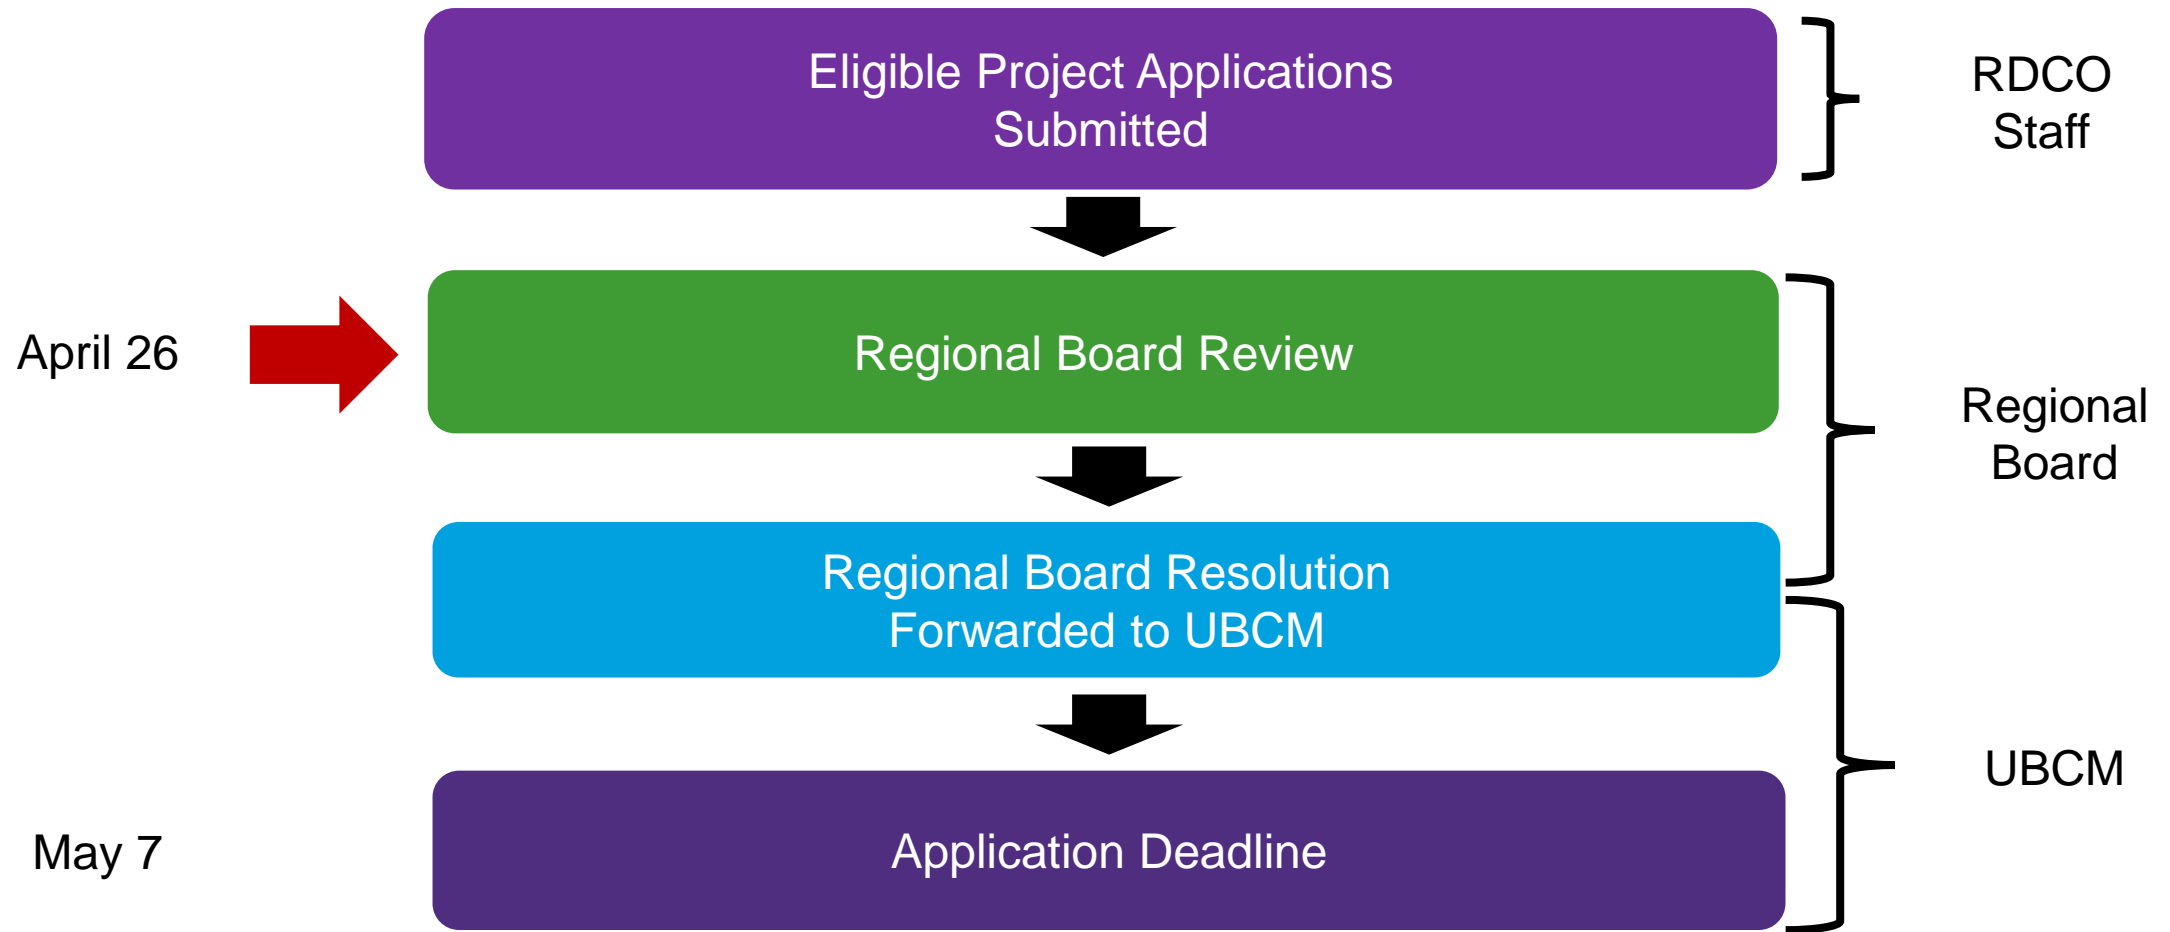 Eligible Project Applications
Submitted
RDCO
Staff
April 26
Regional Board Review
Regional
Board
Regional Board Resolution
Forwarded to UBCM
UBCM
May 7
Application Deadline